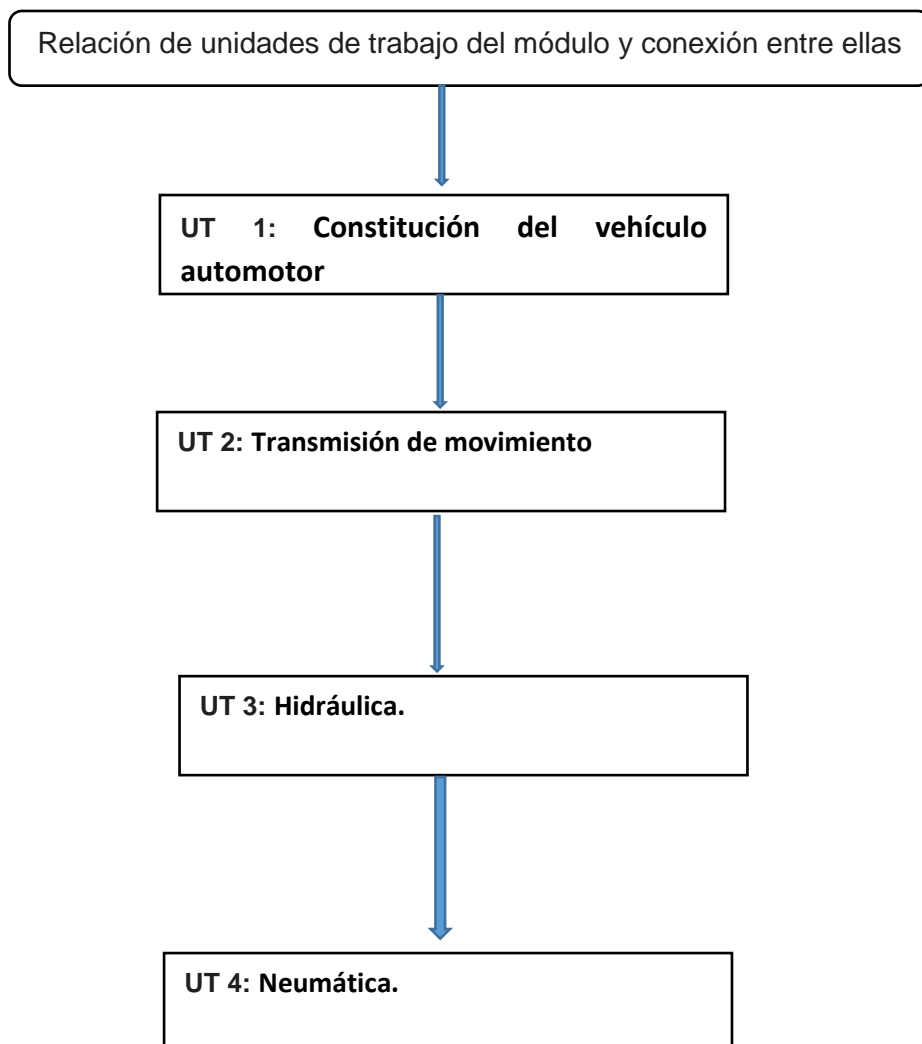 Relación de unidades de trabajo del módulo y conexión entre ellas
UT 1: Constitución del vehículo
automotor
UT 2: Transmisión de movimiento
UT 3: Hidráulica.
UT 4: Neumática.